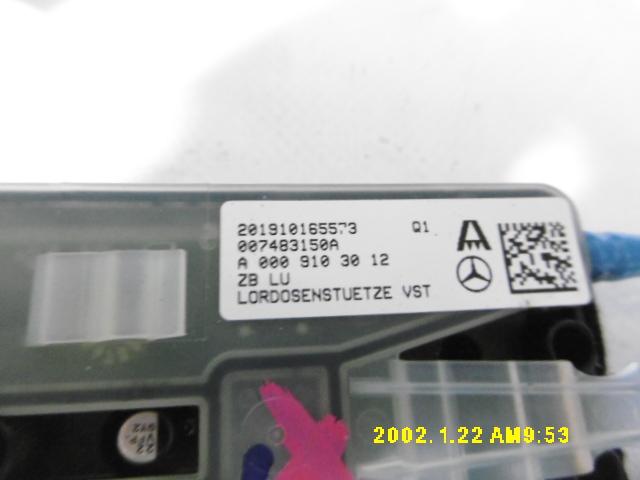 201910165573 Q1
007483150A
A 000 910 30 12
ZB LU
LORDOSENSTUETZE VST
2002. 1.22 AM9:53